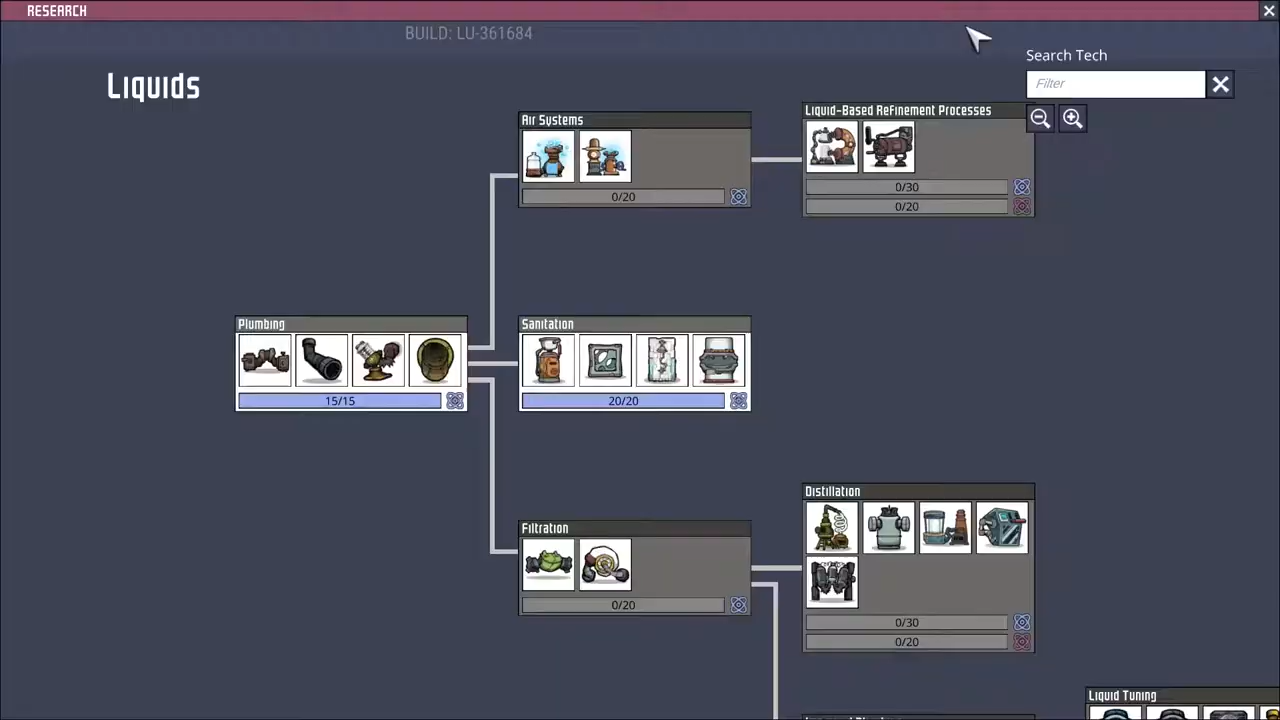 RESEARCH
BUILD: LU-361684
Search Tech
Filter
Liquids
Air Systems
0/20
Liquid-Based Refinement Processes
0/30
0/20
Plumbing
15/15
Sanitation
20/20
Filtration
0/20
Distillation
0/30
0/20
Liquid Tuning